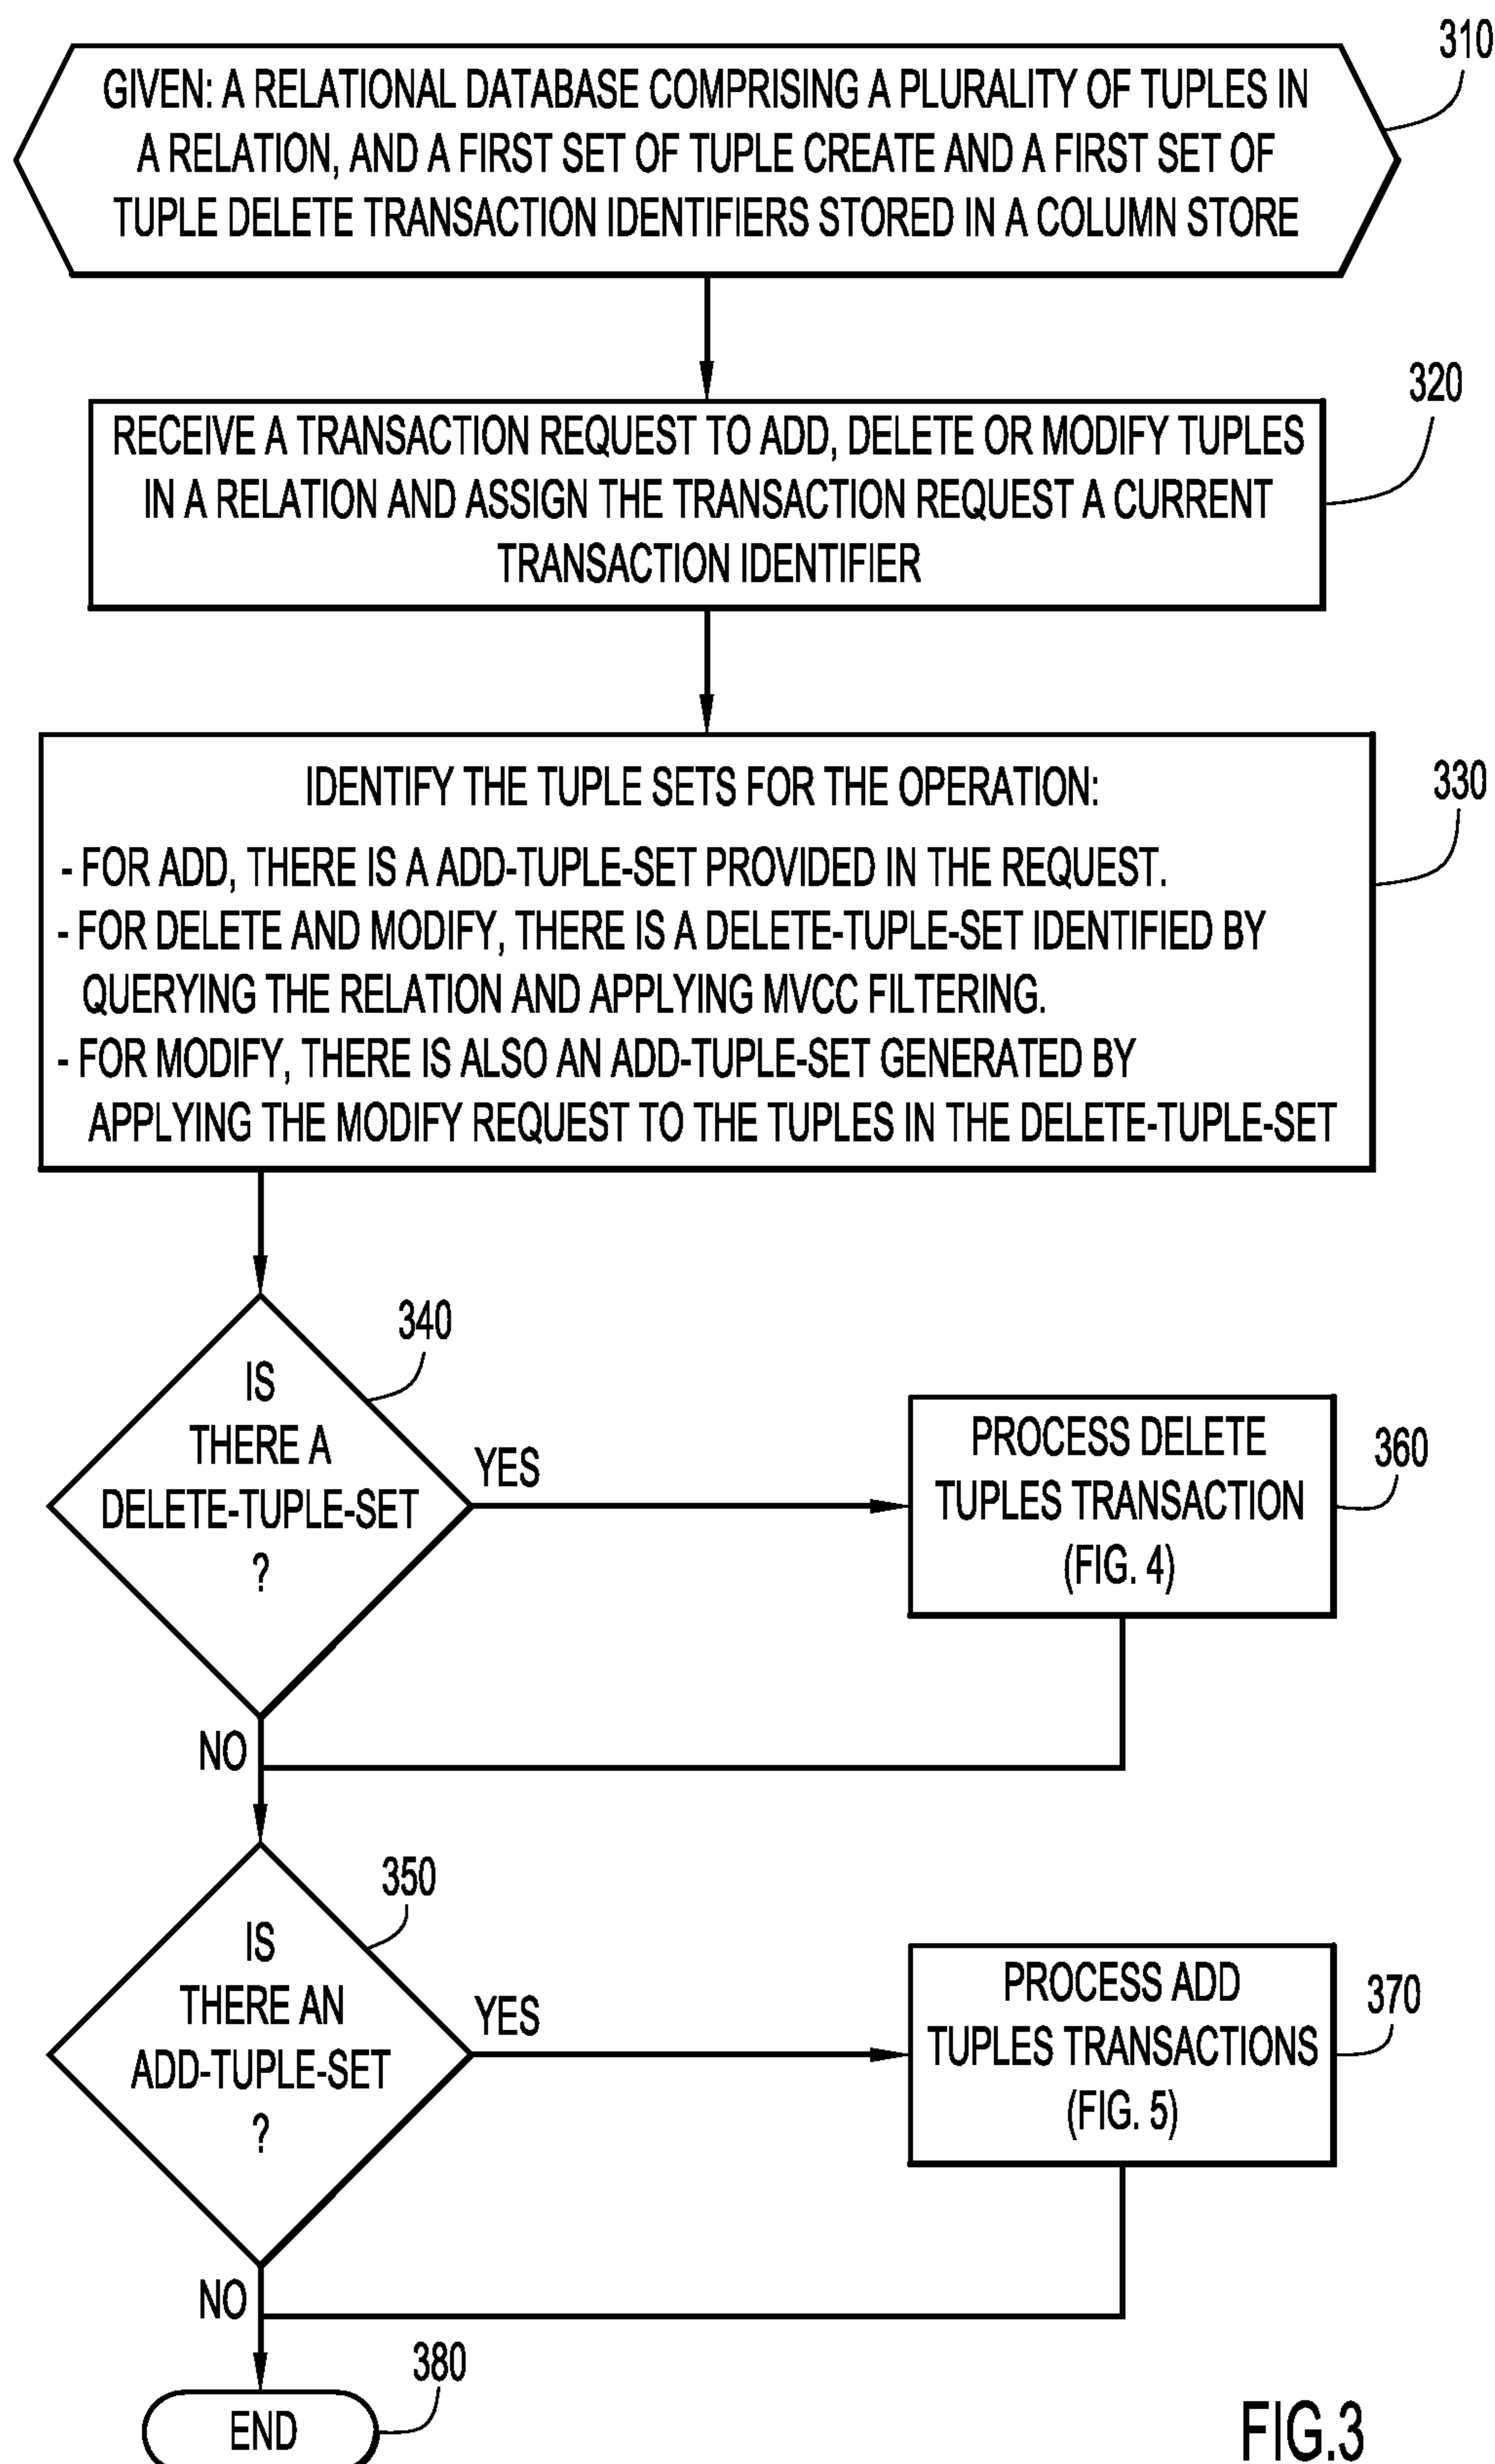 310
GIVEN: A RELATIONAL DATABASE COMPRISING A PLURALITY OF TUPLES IN
A RELATION, AND A FIRST SET OF TUPLE CREATE AND A FIRST SET OF
TUPLE DELETE TRANSACTION IDENTIFIERS STORED IN A COLUMN STORE
320
RECEIVE A TRANSACTION REQUEST TO ADD, DELETE OR MODIFY TUPLES
IN A RELATION AND ASSIGN THE TRANSACTION REQUEST A CURRENT
TRANSACTION IDENTIFIER
330
IDENTIFY THE TUPLE SETS FOR THE OPERATION:
- FOR ADD, THERE IS A ADD-TUPLE-SET PROVIDED IN THE REQUEST.
- FOR DELETE AND MODIFY, THERE IS A DELETE-TUPLE-SET IDENTIFIED BY
QUERYING THE RELATION AND APPLYING MVCC FILTERING.
- FOR MODIFY, THERE IS ALSO AN ADD-TUPLE-SET GENERATED BY
APPLYING THE MODIFY REQUEST TO THE TUPLES IN THE DELETE-TUPLE-SET
340
IS
THERE A
DELETE-TUPLE-SET
?
YES
NO
360
PROCESS DELETE
TUPLES TRANSACTION
(FIG. 4)
350
IS
THERE AN
ADD-TUPLE-SET
?
YES
NO
370
PROCESS ADD
TUPLES TRANSACTIONS
(FIG. 5)
380
END
FIG.3